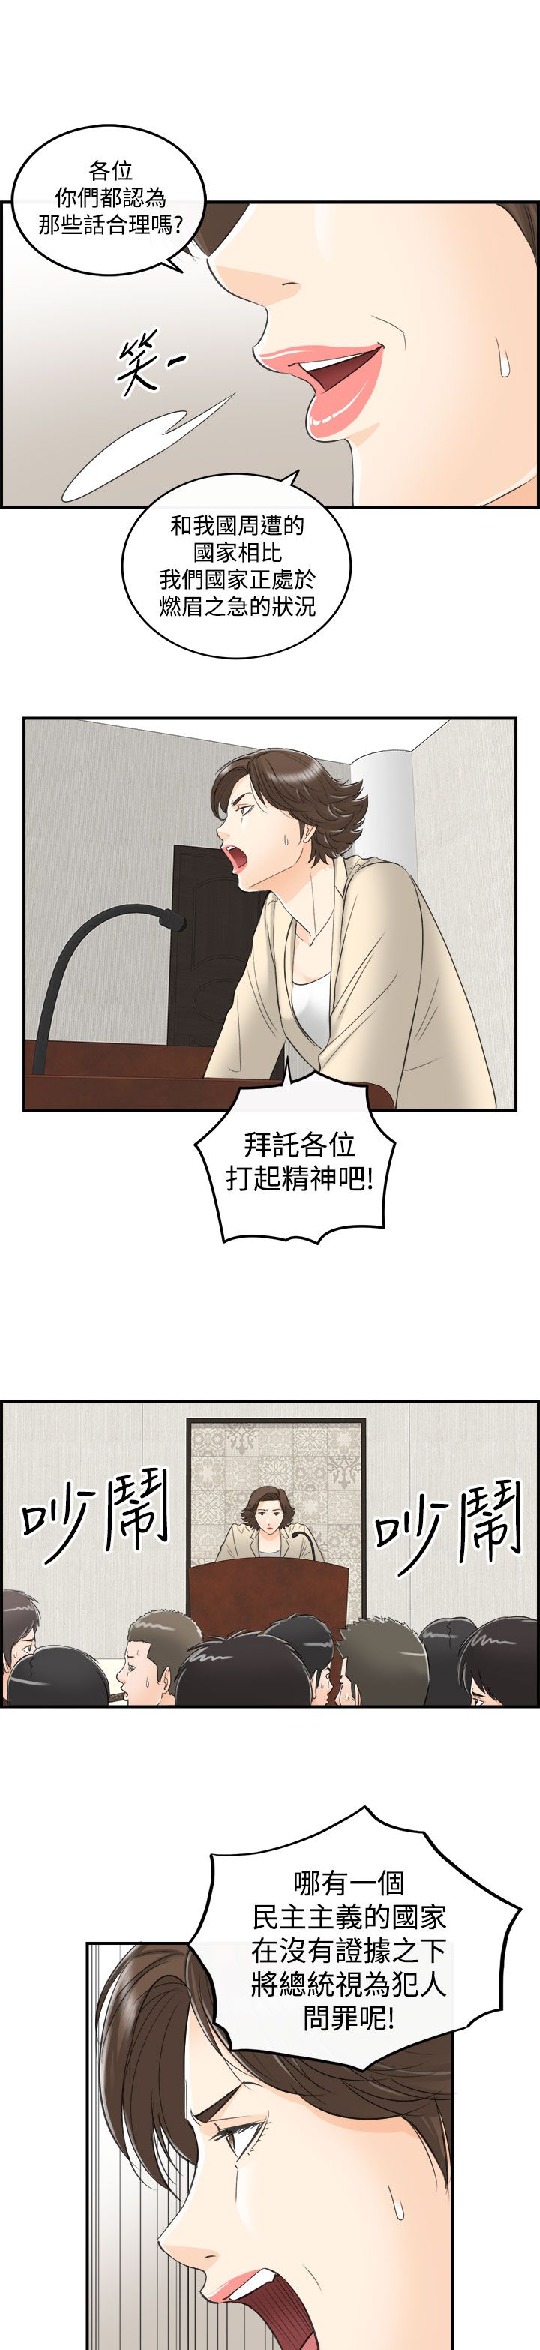 各位
你們都認為
那些話合理嗎?
笑-
和我國周遭的
國家相比
我們國家正處於
燃眉之急的狀況
拜託各位
打起精神吧!
吵鬧
吵鬧
哪有一個
民主主義的國家
在沒有證據之下
將總統視為犯人
問罪呢!